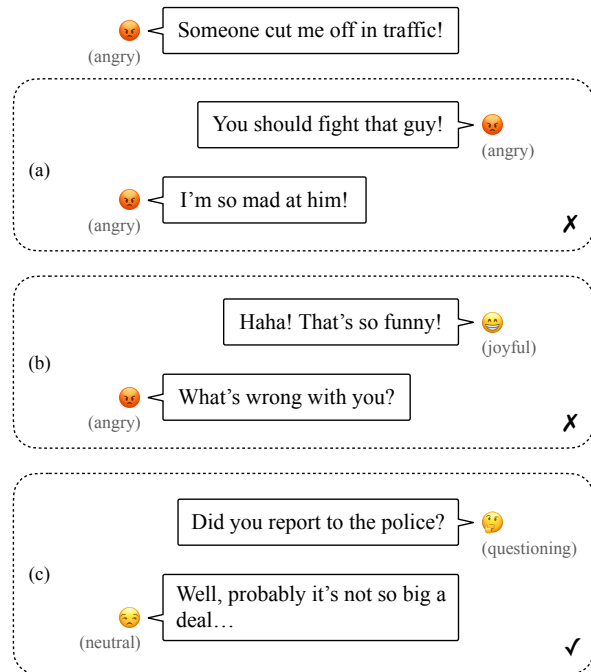 Someone cut me off in traffic!
(angry)
You should fight that guy!
(angry)
(a)
I'm so mad at him!
(angry)
✗
Haha! That's so funny!
(joyful)
(b)
What's wrong with you?
(angry)
✗
Did you report to the police?
(questioning)
(c)
Well, probably it's not so big a
deal…
(neutral)
✓